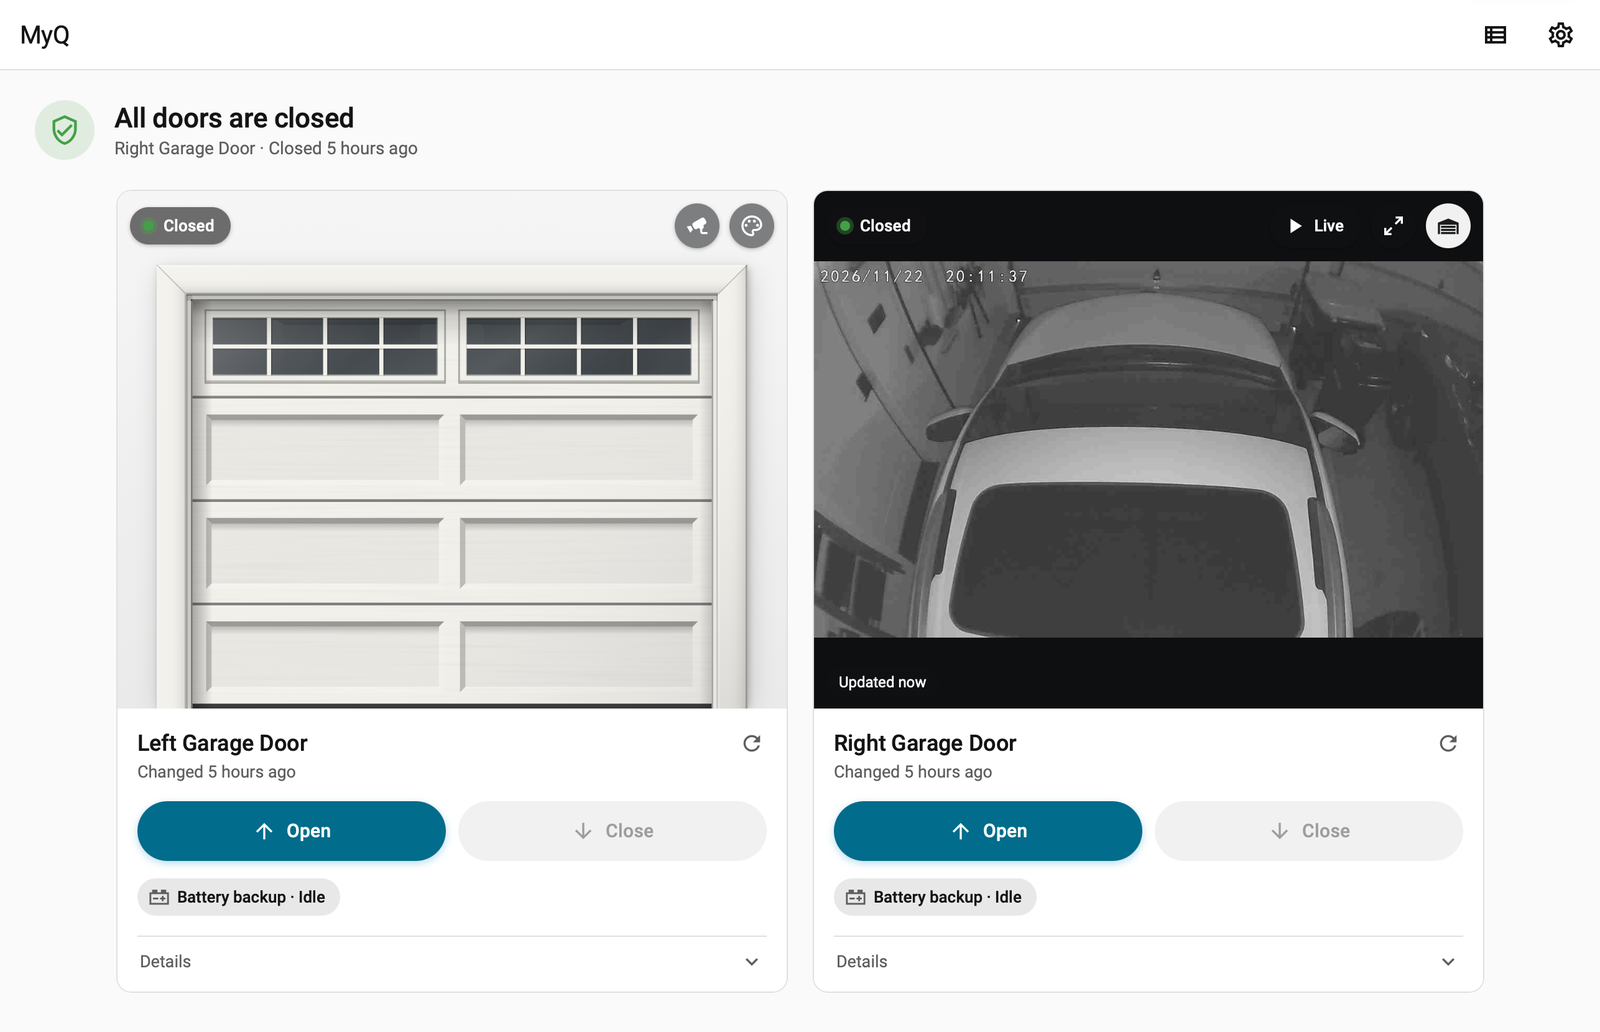 MyQ
All doors are closed
Right Garage Door · Closed 5 hours ago
Closed
Closed
Live
2026/11/22 20:11:37
Updated now
Left Garage Door
Changed 5 hours ago
Open
Close
Battery backup · Idle
Details
Right Garage Door
Changed 5 hours ago
Open
Close
Battery backup · Idle
Details